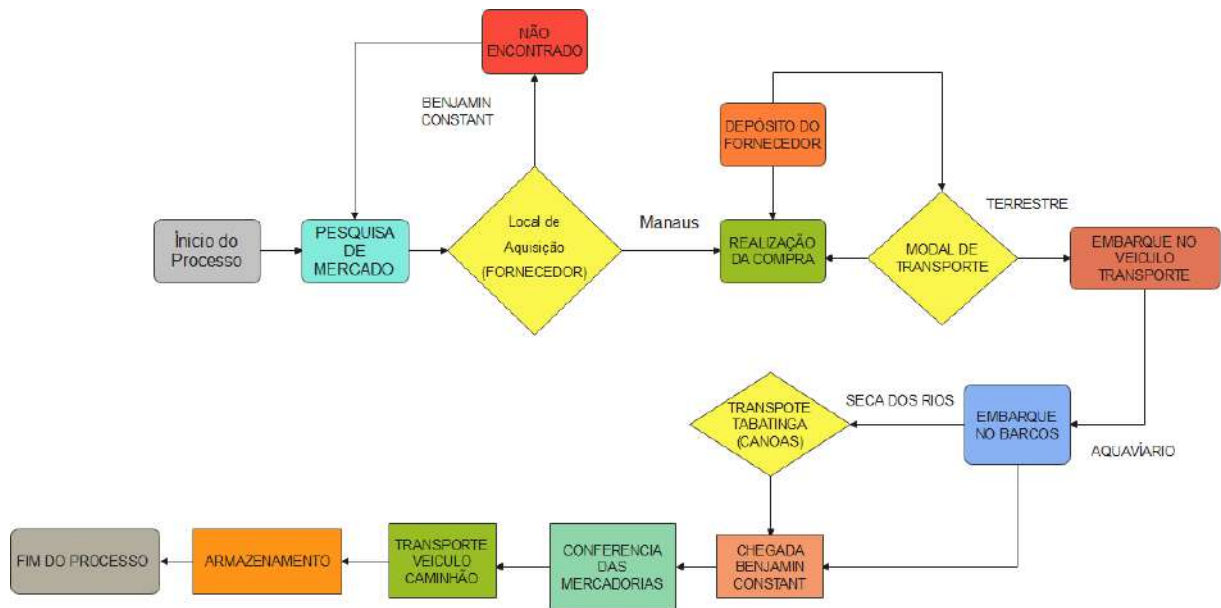 NÃO
ENCONTRADO
BENJAMIN
CONSTANT
DEPÓSITO DO
FORNECEDOR
Ínicio do
Processo
PESQUISA
DE
MERCADO
Local de
Aquisição
(FORNECEDOR)
Manaus
REALIZAÇÃO
DA COMPRA
MODAL DE
TRANSPORTE
TERRESTRE
EMBARQUE NO
VEICULO
TRANSPORTE
TRANSPOTE
TABATINGA
(CANOAS)
SECA DOS RIOS
EMBARQUE
NO BARCOS
AQUAVÍARIO
FIM DO PROCESSO
ARMAZENAMENTO
TRANSPORTE
VEICULO
CAMINHÃO
CONFERENCIA
DAS
MERCADORIAS
CHEGADA
BENJAMIN
CONSTANT